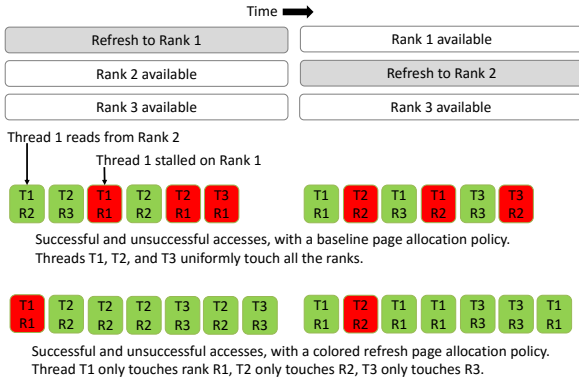 Time
Refresh to Rank 1
Rank 1 available
Rank 2 available
Refresh to Rank 2
Rank 3 available
Rank 3 available
Thread 1 reads from Rank 2
Thread 1 stalled on Rank 1
T1 T2 T1 T2 T2 T3 T1 T2 T1 T1 T3 T3
R2 R3 R1 R2 R1 R1 R1 R2 R3 R2 R3 R2
Successful and unsuccessful accesses, with a baseline page allocation policy.
Threads T1, T2, and T3 uniformly touch all the ranks.
T1 T2 T2 T2 T3 T2 T3 T1 T2 T1 T1 T3 T3 T1
R1 R2 R2 R2 R3 R2 R3 R1 R2 R1 R1 R3 R3 R1
Successful and unsuccessful accesses, with a colored refresh page allocation policy.
Thread T1 only touches rank R1, T2 only touches R2, T3 only touches R3.